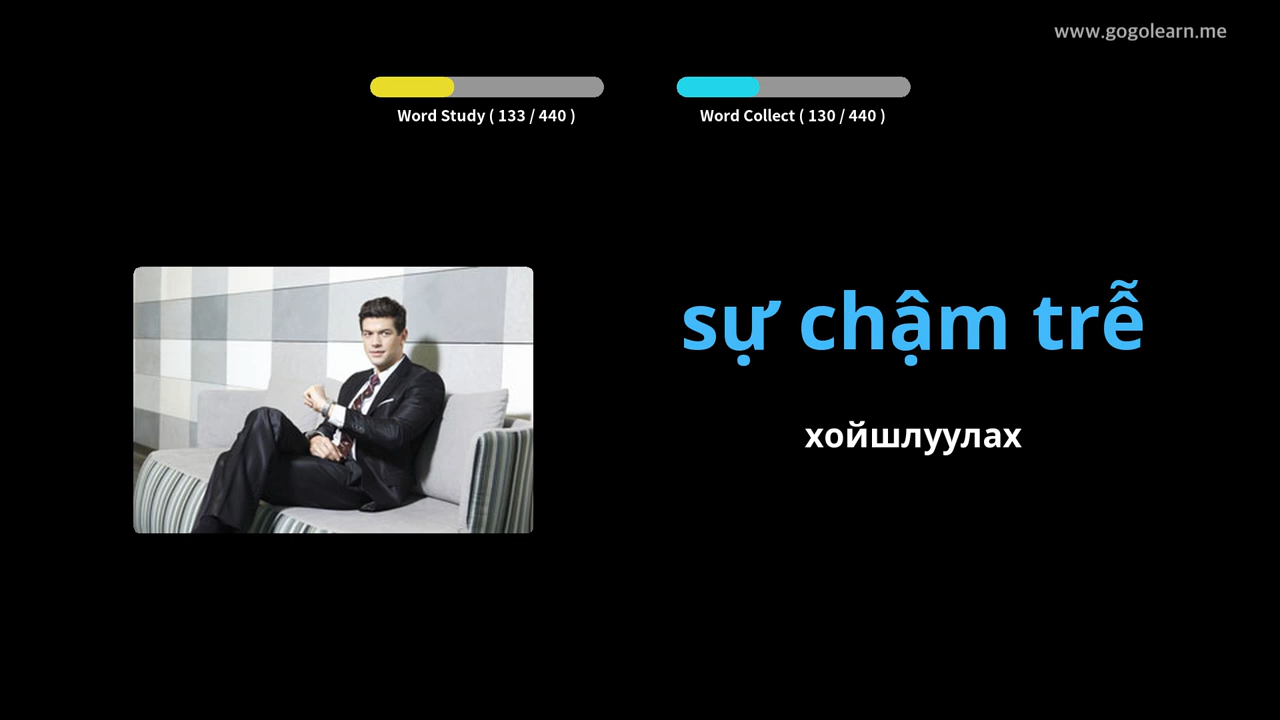 www.gogolearn.me
Word Study ( 133 / 440 )
Word Collect ( 130 / 440 )
sự chậm trễ
хойшлуулах